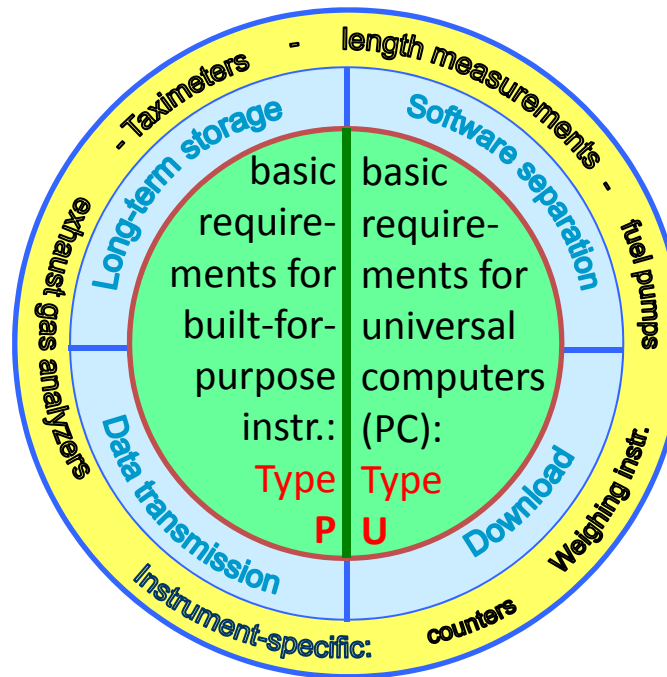 exhaust gas analyzers
- Taximeters
- length measurements -
fuel pumps
Weighing instr.
counters
Instrument-specific:
Long-term storage
Software separation
Download
Data transmission
basic
require-
ments for
built-for-
purpose
instr.:
Type
P
basic
require-
ments for
universal
computers
(PC):
Type
U